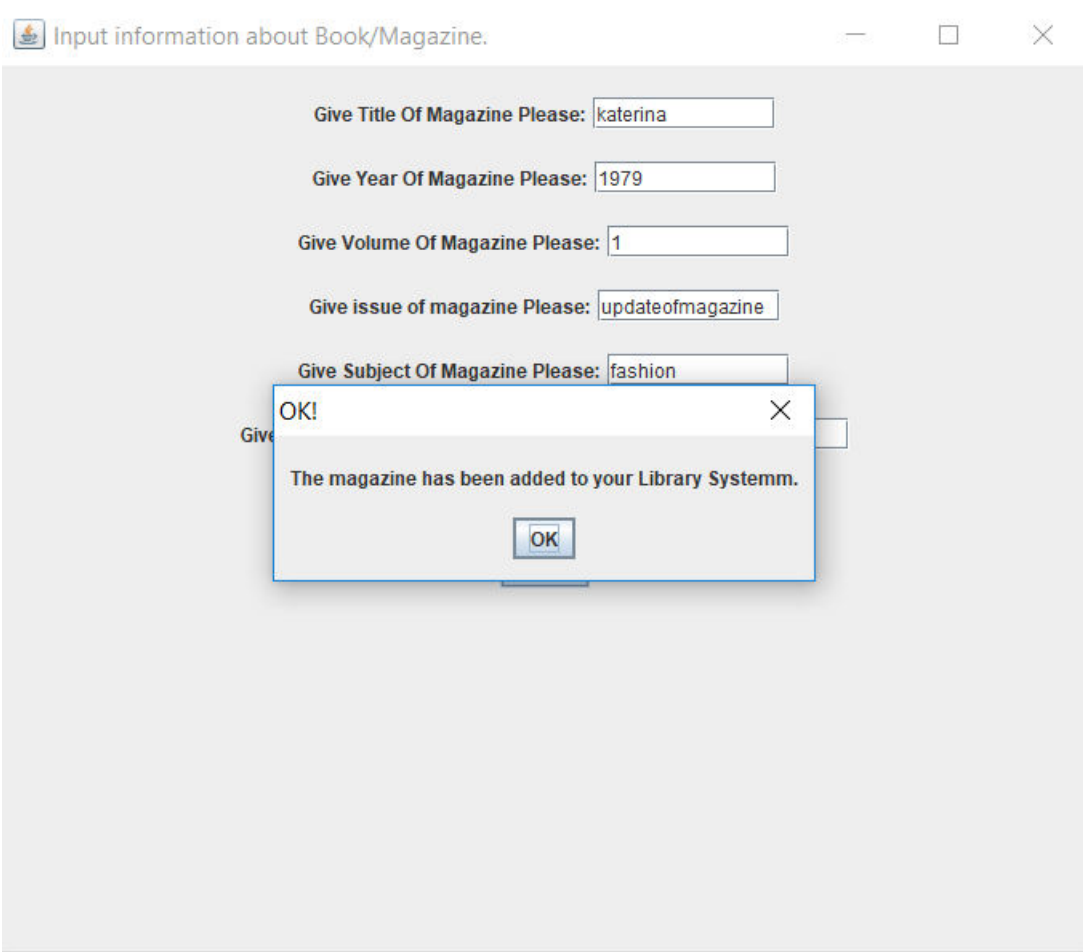 Input information about Book/Magazine.
Give Title Of Magazine Please: katerina
Give Year Of Magazine Please: 1979
Give Volume Of Magazine Please: 1
Give issue of magazine Please: updateofmagazine
Give Subject Of Magazine Please: fashion
OK!
Give
The magazine has been added to your Library Systemm.
OK